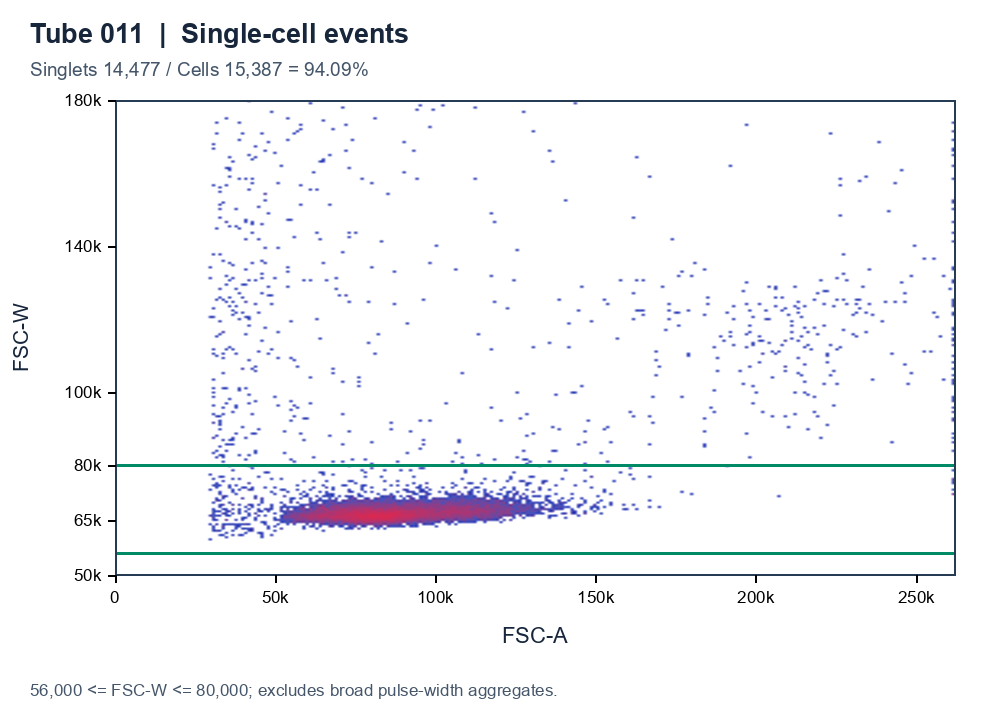 Tube 011 | Single-cell events
Singlets 14,477 / Cells 15,387 = 94.09%
180k
140k
100k
80k
65k
50k
FSC-W
0 50k 100k 150k 200k 250k
FSC-A
56,000 <= FSC-W <= 80,000; excludes broad pulse-width aggregates.